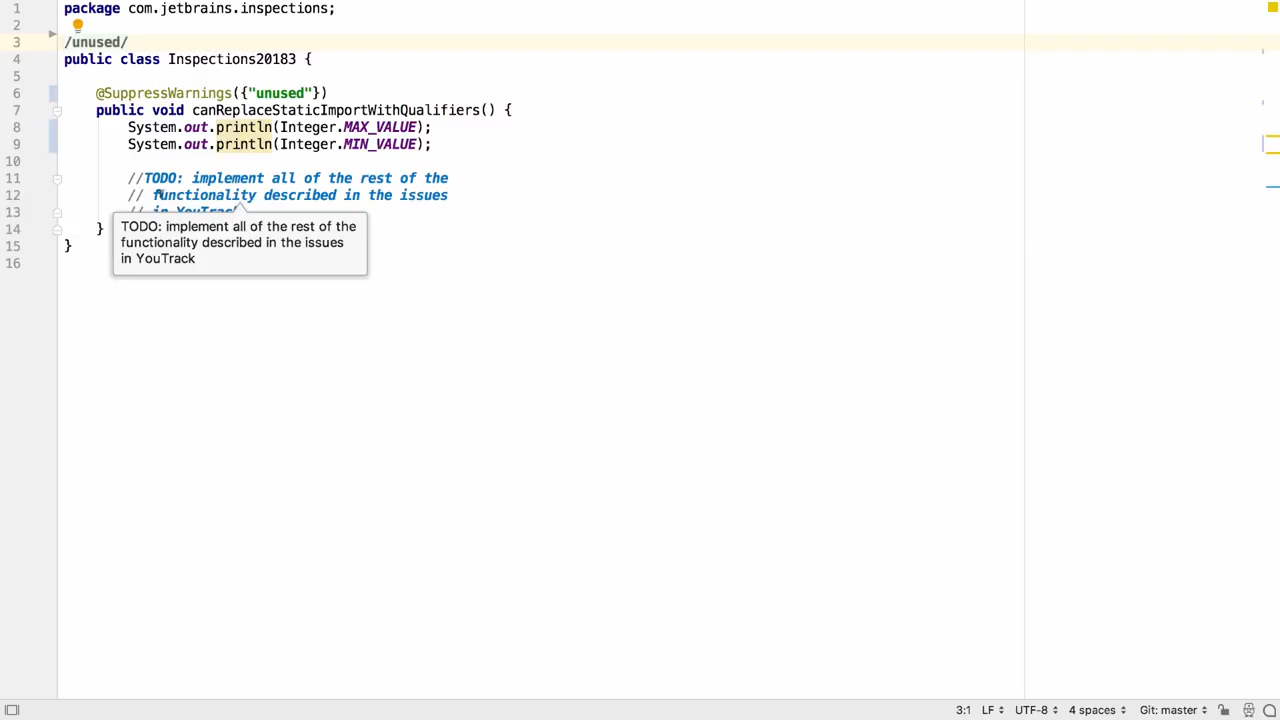 1 package com.jetbrains.inspections;
2
3 /unused/
4 public class Inspections20183 {
5
6 @SuppressWarnings({"unused"})
7 public void canReplaceStaticImportWithQualifiers() {
8 System.out.println(Integer.MAX_VALUE);
9 System.out.println(Integer.MIN_VALUE);
10
11 //TODO: implement all of the rest of the
12 // functionality described in the issues
13 // in YouTrack
TODO: implement all of the rest of the
functionality described in the issues
in YouTrack
14 }
15 }
16
3:1 LF UTF-8 4 spaces Git: master